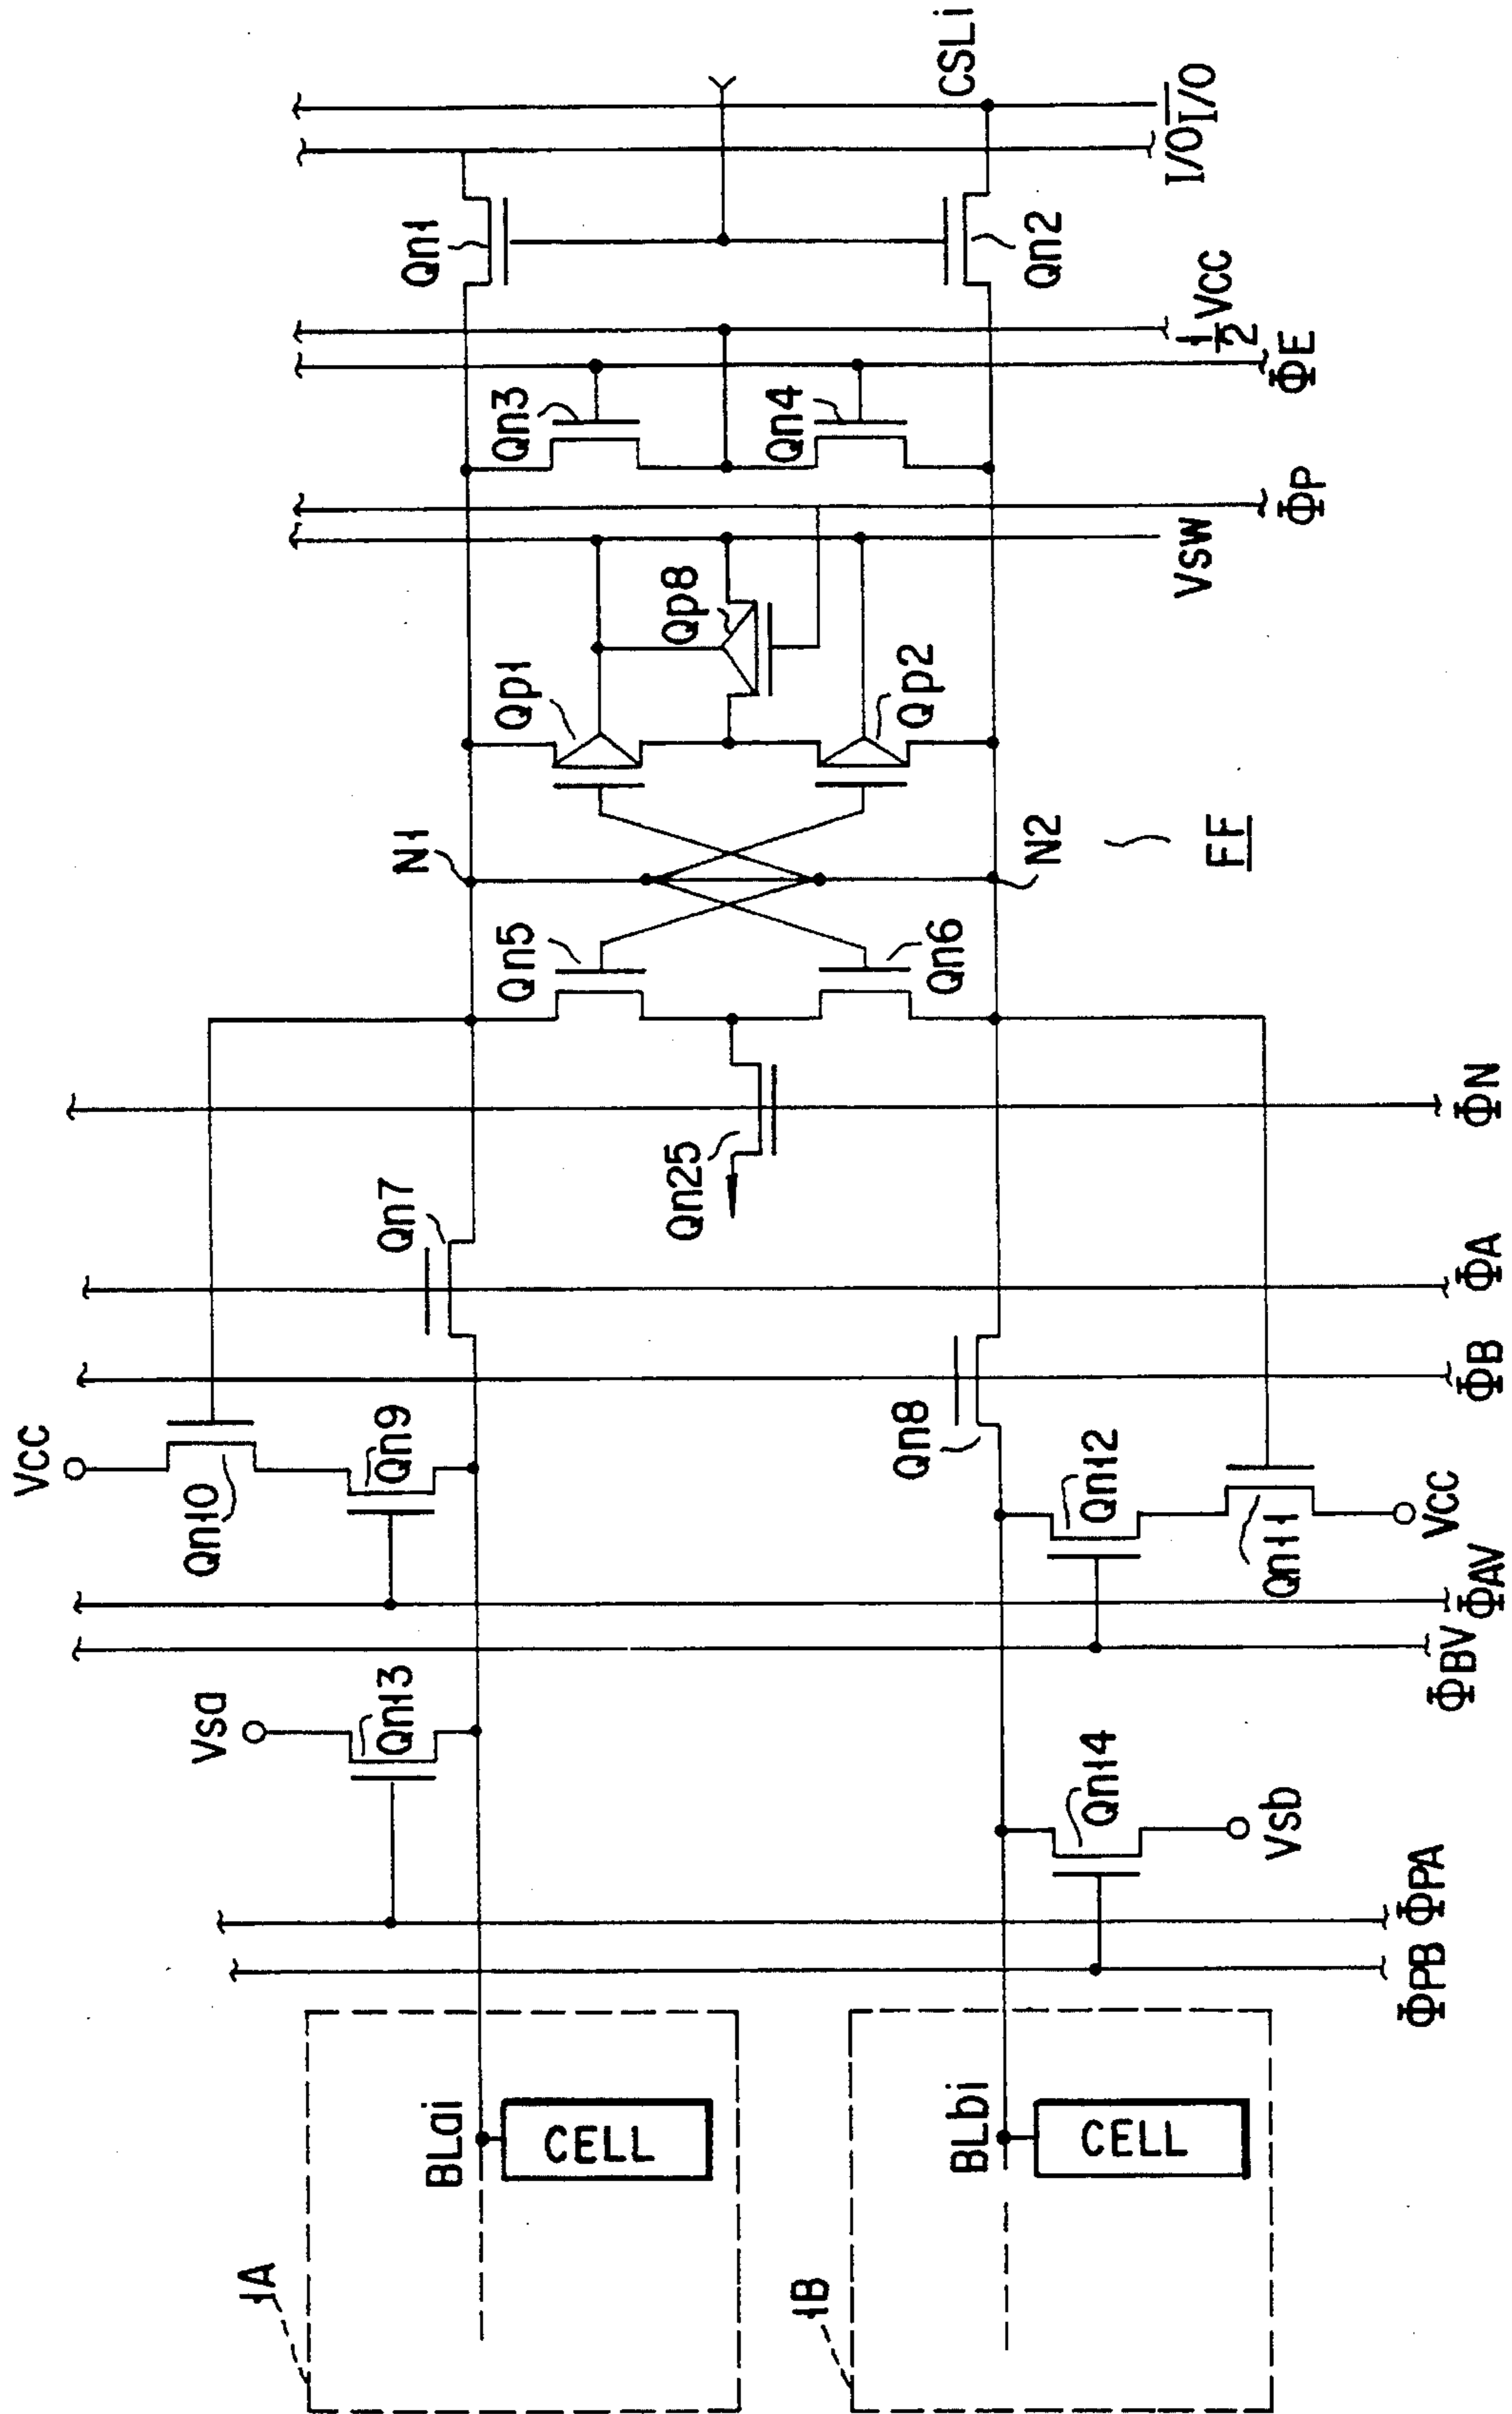 CSLi
I/O
I/O
Qn1
Qn2
1/2 VCC
ΦE
Qn3
Qn4
ΦP
VSW
Qp8
Qp1
Qp2
N1
N2
FF
Qn5
Qn6
ΦN
Qn25
Qn7
ΦA
ΦB
Qn8
VCC
Qn10
Qn9
Qn12
Qn11
VCC
ΦAV
ΦBV
Vsa
Qn13
Qn14
Vsb
ΦPA
ΦPB
BLai
CELL
BLbi
CELL
1A
1B